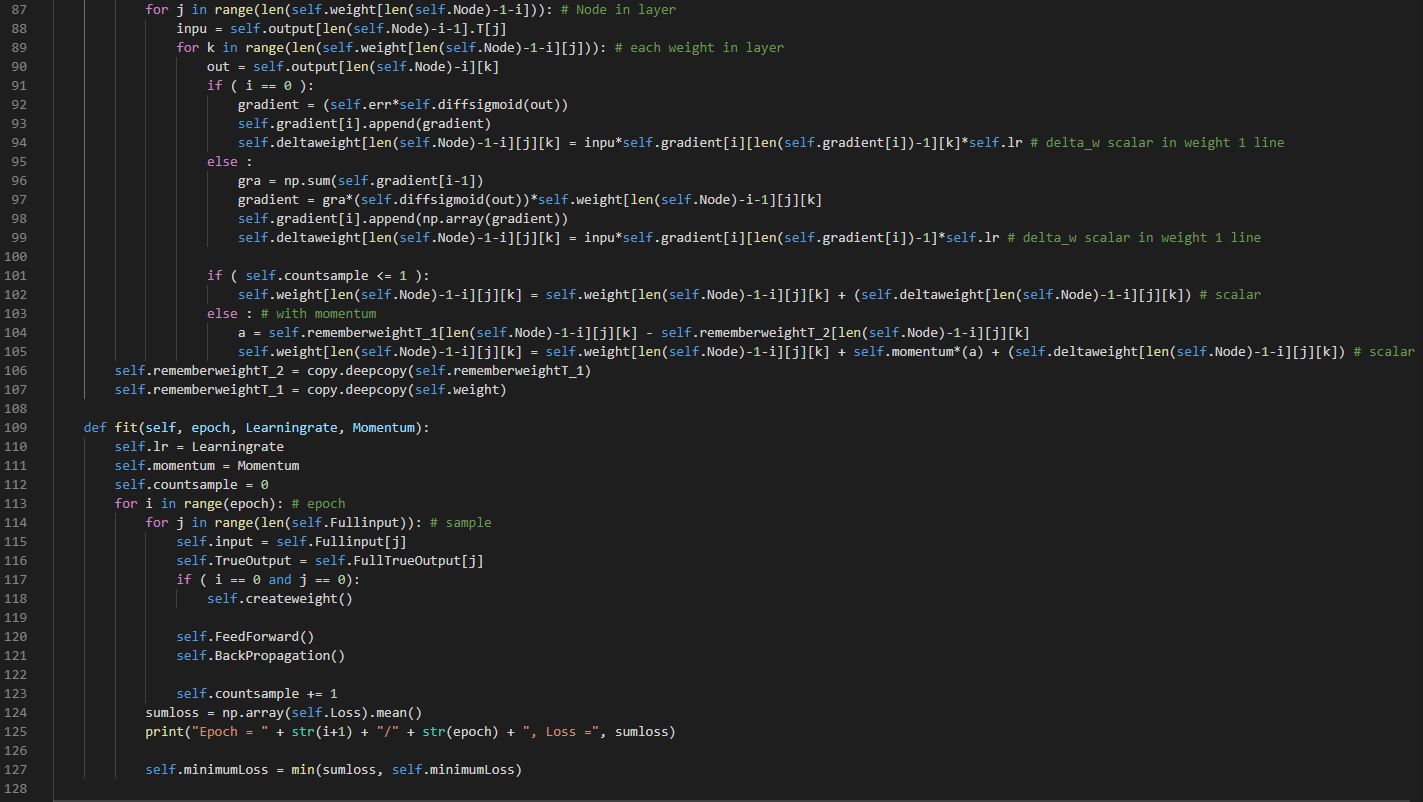 87 for j in range(len(self.weight[len(self.Node)-1-i])): # Node in layer
88 inpu = self.output[len(self.Node)-i-1].T[j]
89 for k in range(len(self.weight[len(self.Node)-1-i][j])): # each weight in layer
90 out = self.output[len(self.Node)-i][k]
91 if ( i == 0 ):
92 gradient = (self.err*self.diffsigmoid(out))
93 self.gradient[i].append(gradient)
94 self.deltaweight[len(self.Node)-1-i][j][k] = inpu*self.gradient[i][len(self.gradient[i])-1][k]*self.lr # delta_w scalar in weight 1 line
95 else :
96 gra = np.sum(self.gradient[i-1])
97 gradient = gra*(self.diffsigmoid(out))*self.weight[len(self.Node)-i-1][j][k]
98 self.gradient[i].append(np.array(gradient))
99 self.deltaweight[len(self.Node)-1-i][j][k] = inpu*self.gradient[i][len(self.gradient[i])-1]*self.lr # delta_w scalar in weight 1 line
100
101 if ( self.countsample <= 1 ):
102 self.weight[len(self.Node)-1-i][j][k] = self.weight[len(self.Node)-1-i][j][k] + (self.deltaweight[len(self.Node)-1-i][j][k]) # scalar
103 else : # with momentum
104 a = self.rememberweightT_1[len(self.Node)-1-i][j][k] - self.rememberweightT_2[len(self.Node)-1-i][j][k]
105 self.weight[len(self.Node)-1-i][j][k] = self.weight[len(self.Node)-1-i][j][k] + self.momentum*(a) + (self.deltaweight[len(self.Node)-1-i][j][k]) # scalar
106 self.rememberweightT_2 = copy.deepcopy(self.rememberweightT_1)
107 self.rememberweightT_1 = copy.deepcopy(self.weight)
108
109 def fit(self, epoch, Learningrate, Momentum):
110 self.lr = Learningrate
111 self.momentum = Momentum
112 self.countsample = 0
113 for i in range(epoch): # epoch
114 for j in range(len(self.Fullinput)): # sample
115 self.input = self.Fullinput[j]
116 self.TrueOutput = self.FullTrueOutput[j]
117 if ( i == 0 and j == 0):
118 self.createweight()
119
120 self.FeedForward()
121 self.BackPropagation()
122
123 self.countsample += 1
124 sumloss = np.array(self.Loss).mean()
125 print("Epoch = " + str(i+1) + "/" + str(epoch) + ", Loss =", sumloss)
126
127 self.minimumLoss = min(sumloss, self.minimumLoss)
128